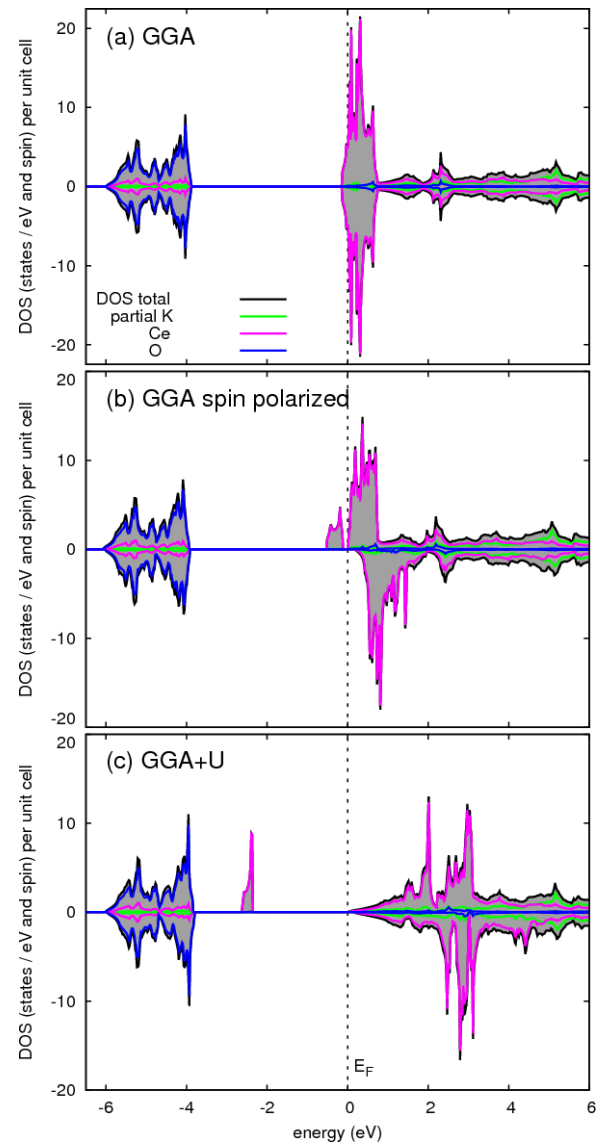 (a) GGA
DOS (states / eV and spin) per unit cell
20
10
0
-10
-20
DOS total
partial K
Ce
O
(b) GGA spin polarized
DOS (states / eV and spin) per unit cell
20
10
0
-10
-20
(c) GGA+U
DOS (states / eV and spin) per unit cell
20
10
0
-10
-20
E_F
-6 -4 -2 0 2 4 6
energy (eV)